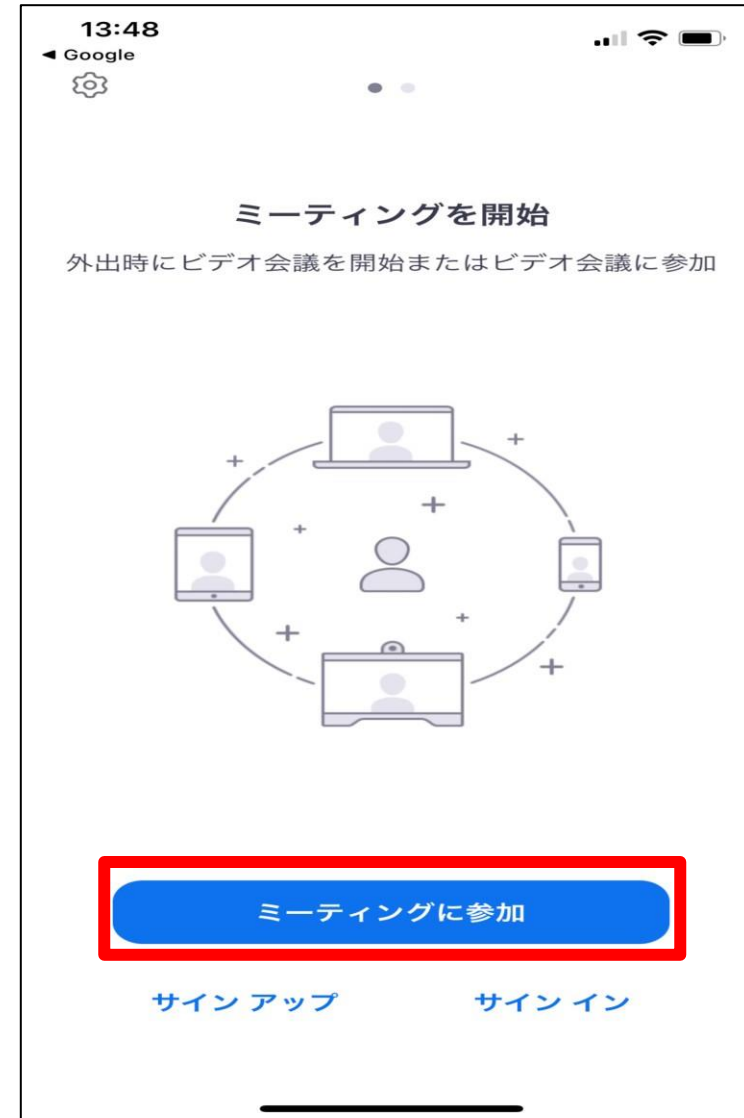 13:48
◀ Google
ミーティングを開始
外出時にビデオ会議を開始またはビデオ会議に参加
ミーティングに参加
サイン アップ
サイン イン